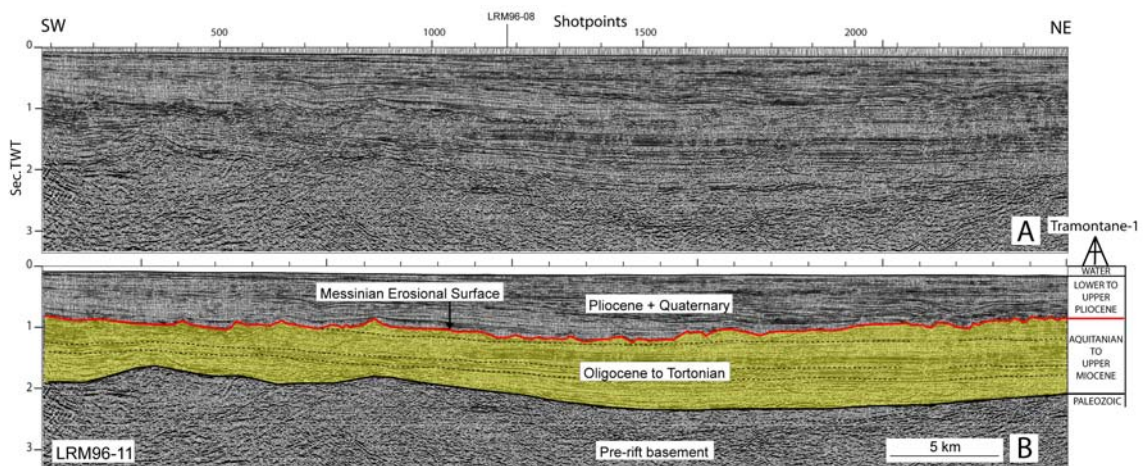 LRM96-08
SW
Shotpoints
NE
500
1000
1500
2000
0
1
2
3
Sec.TWT
A
Tramontane-1
0
1
2
3
Messinian Erosional Surface
Pliocene + Quaternary
Oligocene to Tortonian
Pre-rift basement
LRM96-11
5 km
B
WATER
LOWER TO
UPPER
PLIOCENE
AQUITANIAN
TO
UPPER
MIOCENE
PALEOZOIC